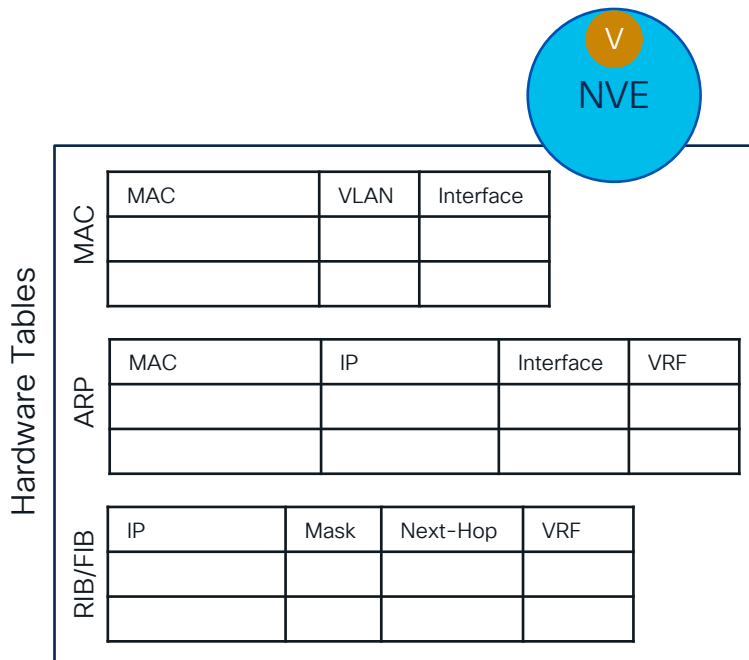 V
NVE
Hardware Tables
MAC
MAC VLAN Interface
ARP
MAC IP Interface VRF
RIB/FIB
IP Mask Next-Hop VRF